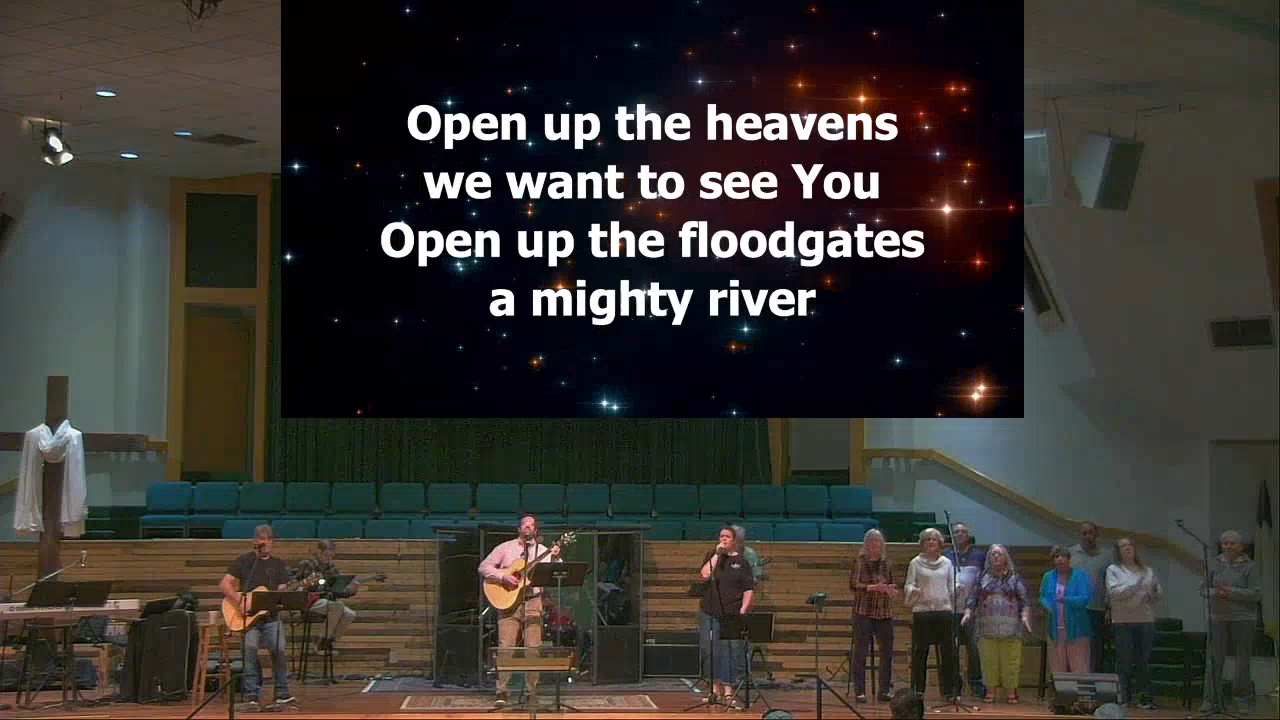 Open up the heavens
we want to see You
Open up the floodgates
a mighty river